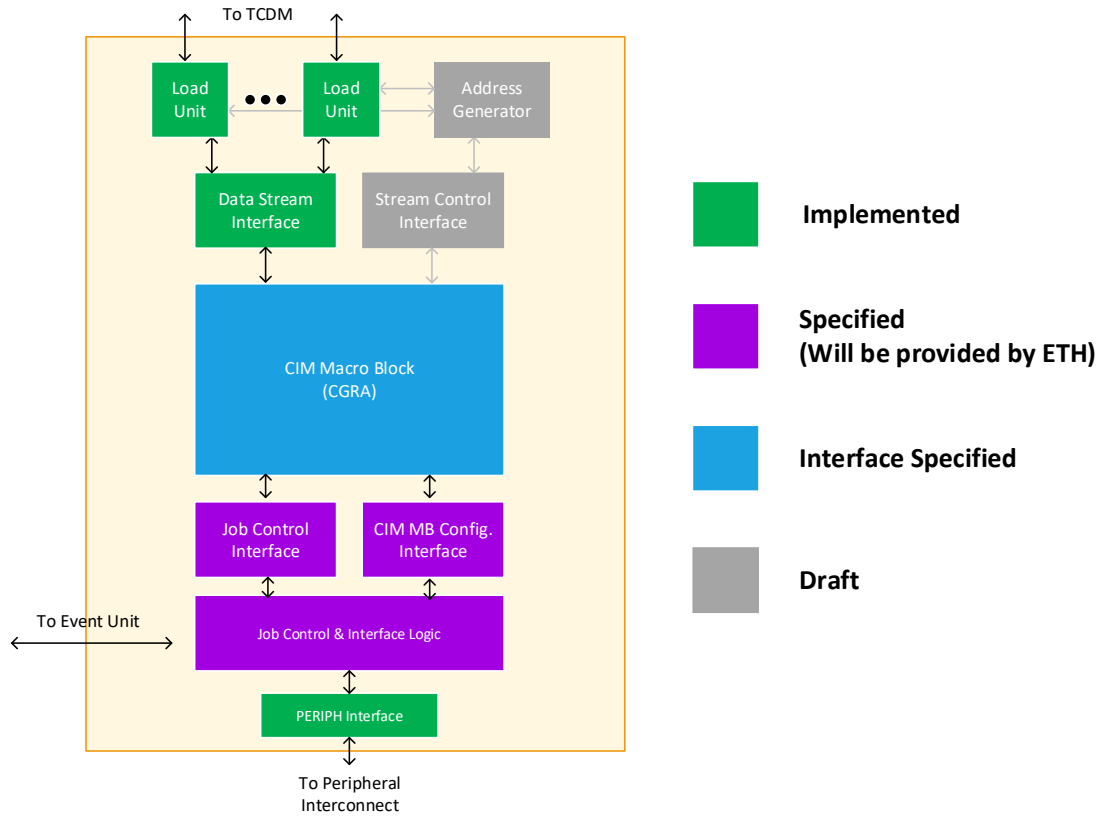 To TCDM
Load
Unit
Load
Unit
Address
Generator
Data Stream
Interface
Stream Control
Interface
CIM Macro Block
(CGRA)
Job Control
Interface
CIM MB Config.
Interface
To Event Unit
Job Control & Interface Logic
PERIPH Interface
To Peripheral
Interconnect
Implemented
Specified
(Will be provided by ETH)
Interface Specified
Draft